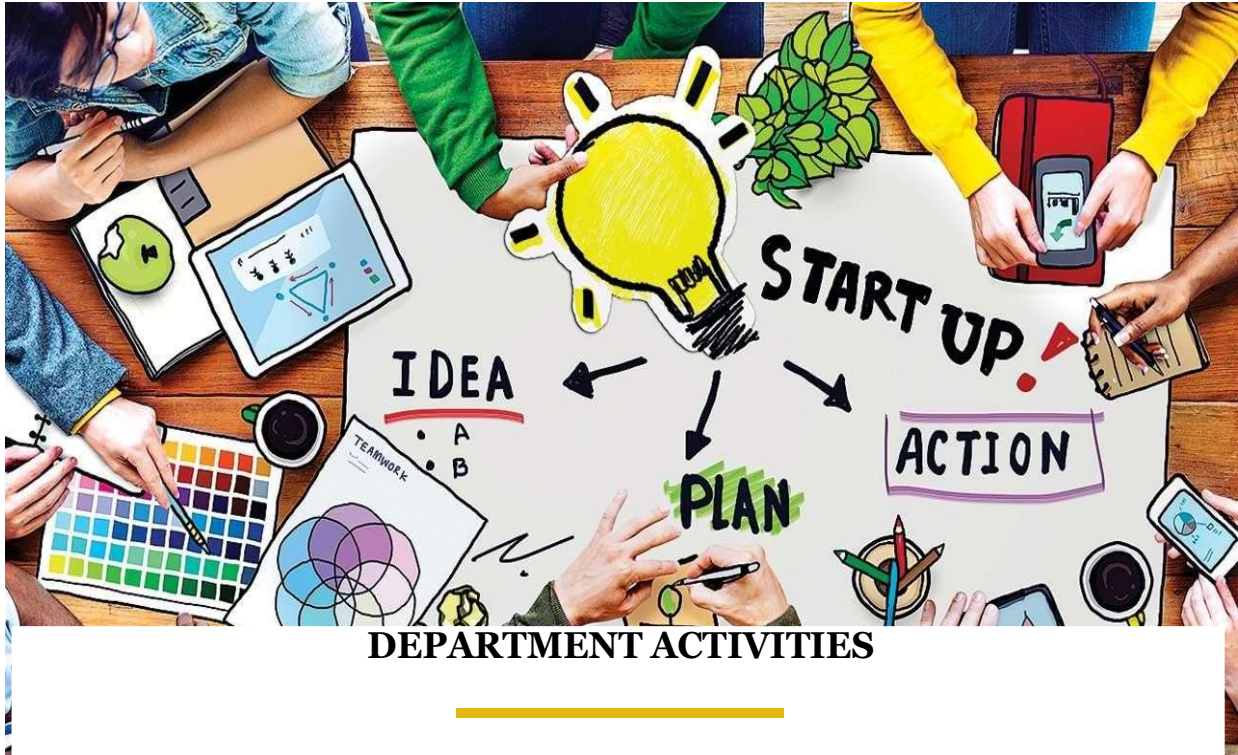 START UP!
IDEA
• A
• B
PLAN
ACTION
TEAMWORK
DEPARTMENT ACTIVITIES